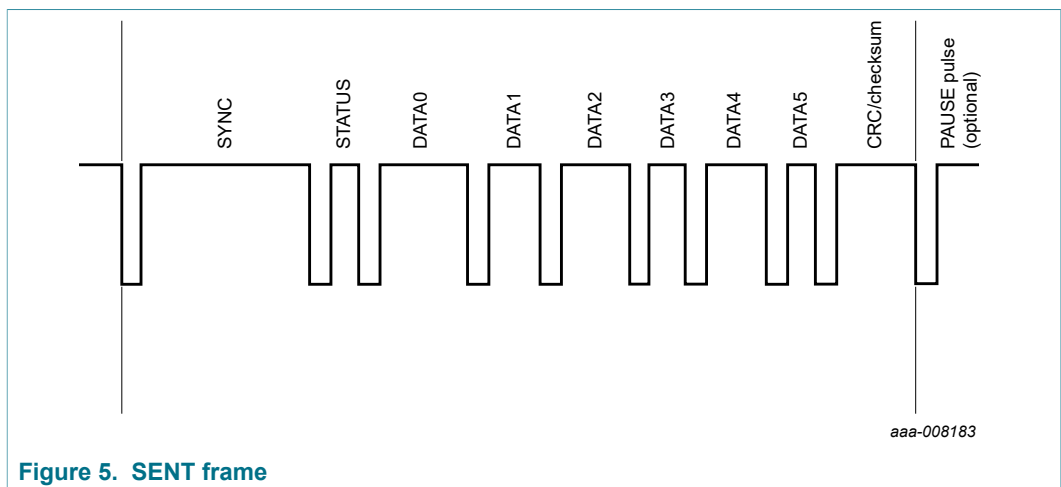 SYNC
STATUS
DATA0
DATA1
DATA2
DATA3
DATA4
DATA5
CRC/checksum
PAUSE pulse
(optional)
aaa-008183
Figure 5. SENT frame